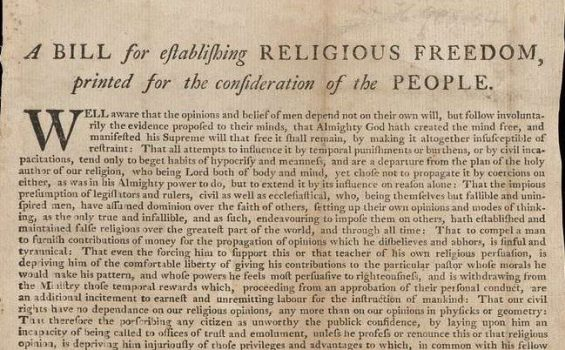 A BILL for eſtabliſhing RELIGIOUS FREEDOM,
printed for the conſideration of the PEOPLE.
WELL aware that the opinions and belief of men depend not on their own will, but follow involunta-
rily the evidence propoſed to their minds, that Almighty God hath created the mind free, and
manifeſted his Supreme will that free it ſhall remain, by making it altogether inſuſceptible of
reſtraint: That all attempts to influence it by temporal puniſhments or burthens, or by civil inca-
pacitations, tend only to beget habits of hypocriſy and meanneſs, and are a departure from the plan of the holy
author of our religion, who being Lord both of body and mind, yet choſe not to propagate it by coercions on
either, as was in his Almighty power to do, but to extend it by its influence on reaſon alone: That the impious
preſumption of legiſlators and rulers, civil as well as eccleſiaſtical, who, being themſelves but fallible and unin-
ſpired men, have aſſumed dominion over the faith of others, ſetting up their own opinions and modes of think-
ing, as the only true and infallible, and as ſuch, endeavouring to impoſe them on others, hath eſtabliſhed and
maintained falſe religions over the greateſt part of the world, and through all time: That to compel a man
to furniſh contributions of money for the propagation of opinions which he diſbelieves and abhors, is ſinful and
tyrannical: That even the forcing him to ſupport this or that teacher of his own religious perſuaſion, is
depriving him of the comfortable liberty of giving his contributions to the particular paſtor whoſe morals he
would make his pattern, and whoſe powers he feels moſt perſuaſive to righteouſneſs, and is withdrawing from
the Miniſtry thoſe temporal rewards which, proceeding from an approbation of their perſonal conduct, are
an additional incitement to earneſt and unremitting labour for the inſtruction of mankind: That our civil
rights have no dependance on our religious opinions, any more than on our opinions in phyſicks or geometry:
That therefore the proſcribing any citizen as unworthy the publick confidence, by laying upon him an
incapacity of being called to offices of truſt and emolument, unleſs he profeſs or renounce this or that religious
opinion, is depriving him injuriouſly of thoſe privileges and advantages to which, in common with his fellow